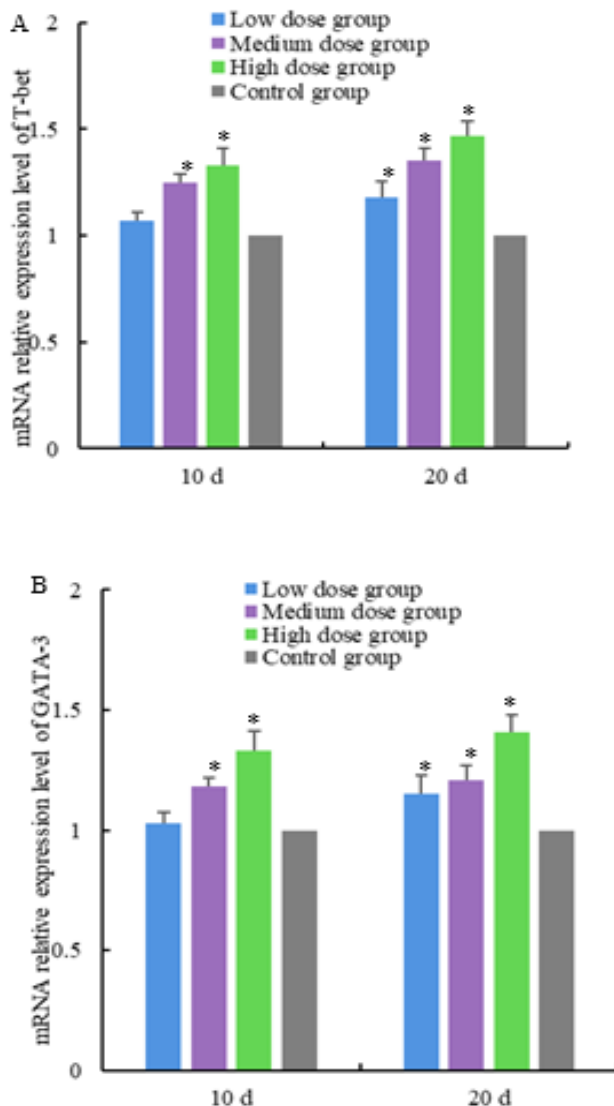 A
2
Low dose group
Medium dose group
High dose group
Control group
mRNA relative expression level of T-bet
1.5
* *
* * *
1
0.5
0
10 d 20 d
B
2
Low dose group
Medium dose group
High dose group
Control group
mRNA relative expression level of GATA-3
1.5
* *
* * *
1
0.5
0
10 d 20 d